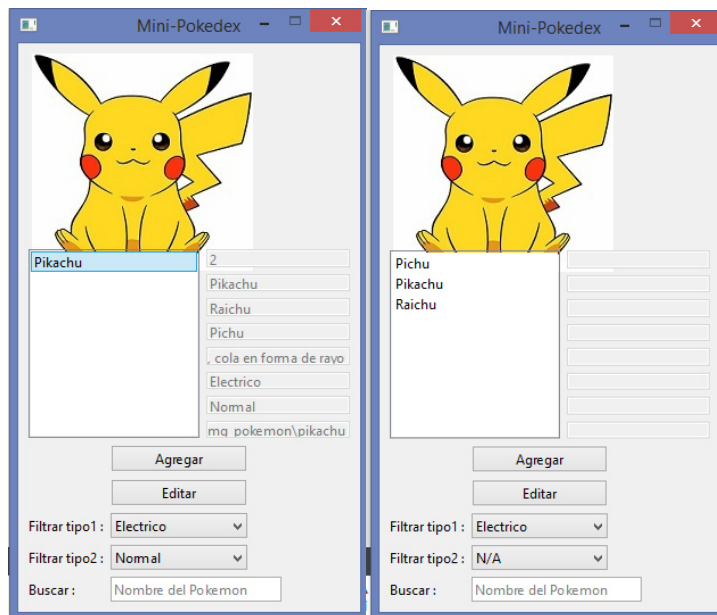 Mini-Pokedex
Pikachu
2
Pikachu
Raichu
Pichu
, cola en forma de rayo
Electrico
Normal
mg_pokemon\pikachu
Agregar
Editar
Filtrar tipo1 : Electrico
Filtrar tipo2 : Normal
Buscar : Nombre del Pokemon
Mini-Pokedex
Pichu
Pikachu
Raichu
Agregar
Editar
Filtrar tipo1 : Electrico
Filtrar tipo2 : N/A
Buscar : Nombre del Pokemon